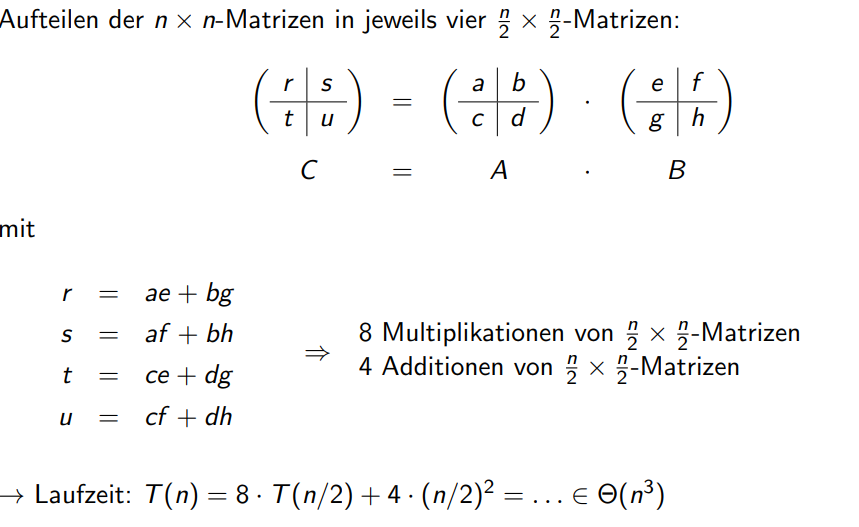 Aufteilen der n × n-Matrizen in jeweils vier n/2 × n/2-Matrizen:
( r | s ) = ( a | b ) · ( e | f )
( t | u ) ( c | d ) ( g | h )
C = A · B
mit
r = ae + bg
s = af + bh
t = ce + dg
u = cf + dh
⇒ 8 Multiplikationen von n/2 × n/2-Matrizen
4 Additionen von n/2 × n/2-Matrizen
→ Laufzeit: T(n) = 8 · T(n/2) + 4 · (n/2)² = … ∈ Θ(n³)